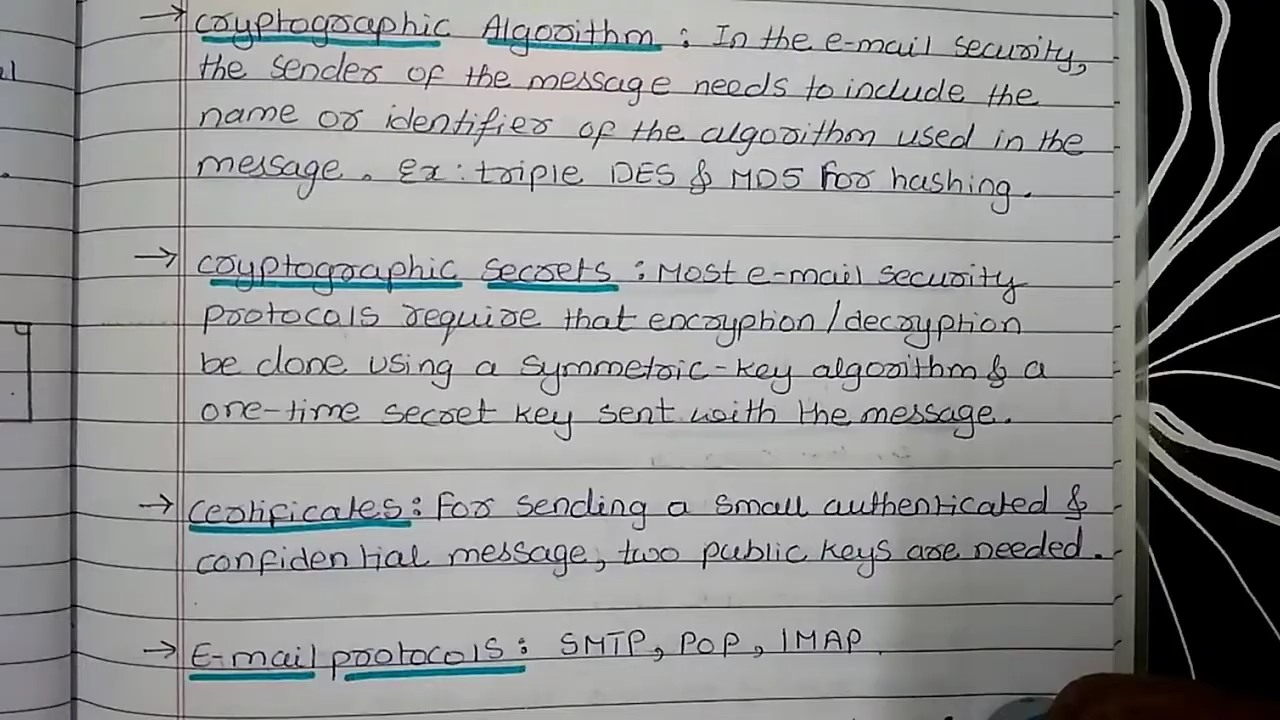 → Cryptographic Algorithm : In the e-mail security,
the sender of the message needs to include the
name or identifier of the algorithm used in the
message. Ex : triple DES & MD5 For hashing.
→ Cryptographic Secrets : Most e-mail security
protocals require that encryption/decryption
be done using a symmetric-key algorithm & a
one-time secret key sent with the message.
→ Certificates : For sending a small authenticated &
confidential message, two public keys are needed.
→ E-mail protocols : SMTP, POP, IMAP.